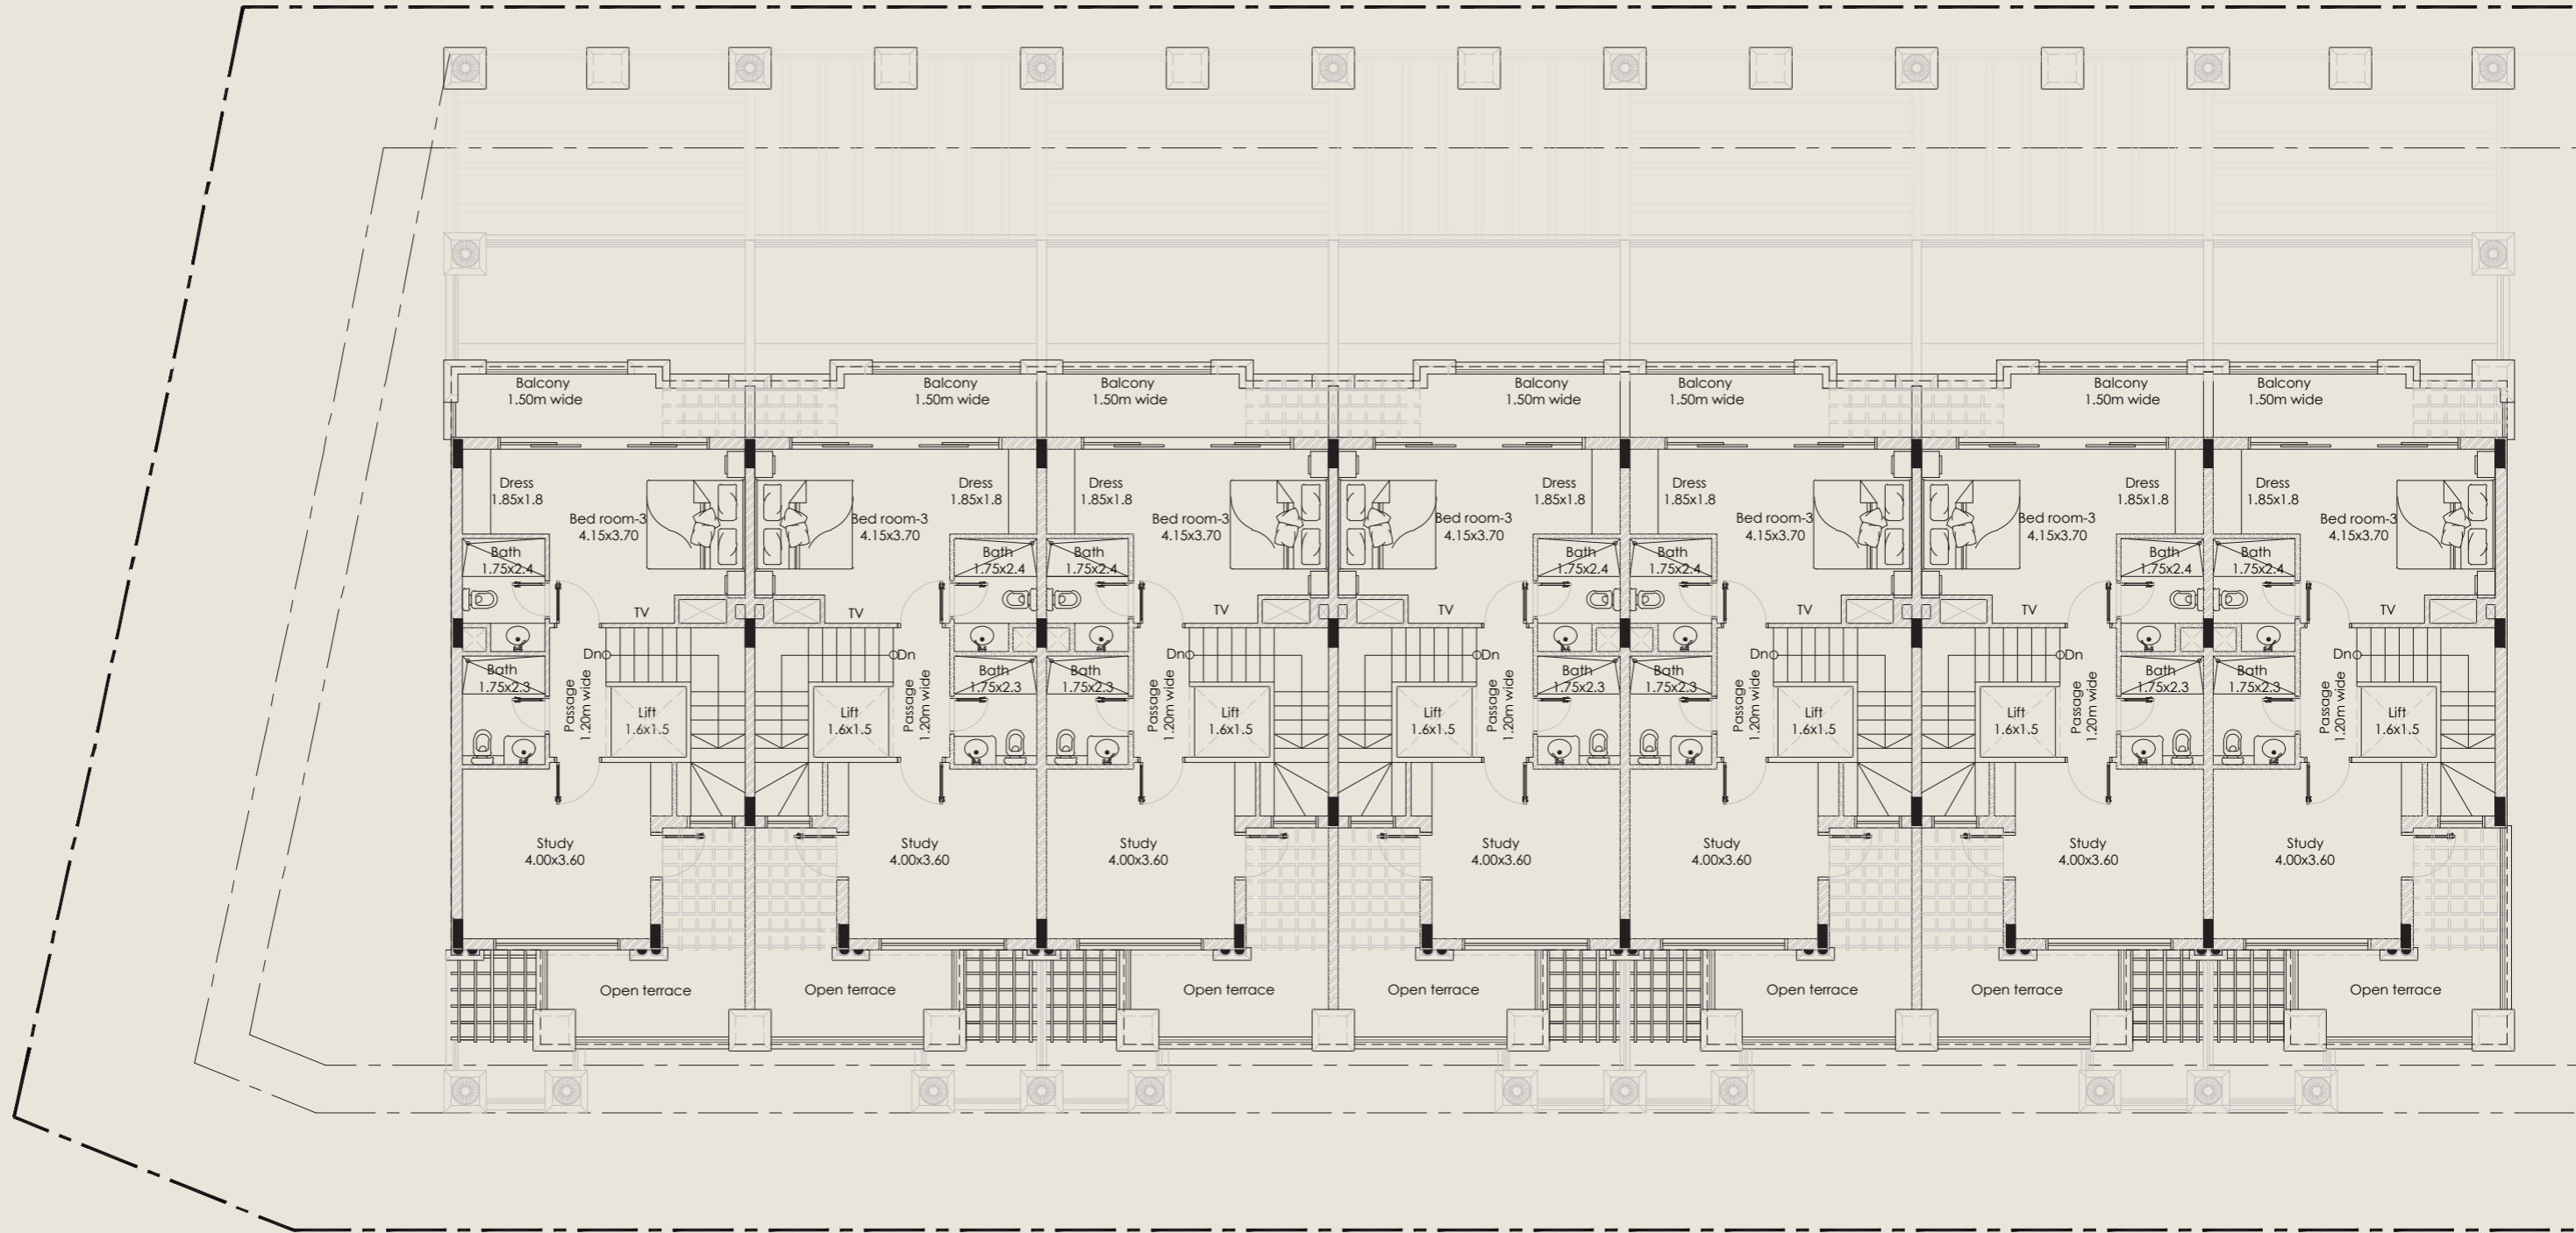 Balcony
1.50m wide
Balcony
1.50m wide
Balcony
1.50m wide
Balcony
1.50m wide
Balcony
1.50m wide
Balcony
1.50m wide
Balcony
1.50m wide
Dress
1.85x1.8
Dress
1.85x1.8
Dress
1.85x1.8
Dress
1.85x1.8
Dress
1.85x1.8
Dress
1.85x1.8
Dress
1.85x1.8
Bed room-3
4.15x3.70
Bed room-3
4.15x3.70
Bed room-3
4.15x3.70
Bed room-3
4.15x3.70
Bed room-3
4.15x3.70
Bed room-3
4.15x3.70
Bed room-3
4.15x3.70
Bath
1.75x2.4
Bath
1.75x2.4
Bath
1.75x2.4
Bath
1.75x2.4
Bath
1.75x2.4
Bath
1.75x2.4
Bath
1.75x2.4
TV
TV
TV
TV
TV
TV
TV
Dn
Dn
Dn
Dn
Dn
Dn
Dn
Bath
1.75x2.3
Bath
1.75x2.3
Bath
1.75x2.3
Bath
1.75x2.3
Bath
1.75x2.3
Bath
1.75x2.3
Bath
1.75x2.3
Passage
1.20m wide
Passage
1.20m wide
Passage
1.20m wide
Passage
1.20m wide
Passage
1.20m wide
Passage
1.20m wide
Passage
1.20m wide
Lift
1.6x1.5
Lift
1.6x1.5
Lift
1.6x1.5
Lift
1.6x1.5
Lift
1.6x1.5
Lift
1.6x1.5
Lift
1.6x1.5
Study
4.00x3.60
Study
4.00x3.60
Study
4.00x3.60
Study
4.00x3.60
Study
4.00x3.60
Study
4.00x3.60
Study
4.00x3.60
Open terrace
Open terrace
Open terrace
Open terrace
Open terrace
Open terrace
Open terrace